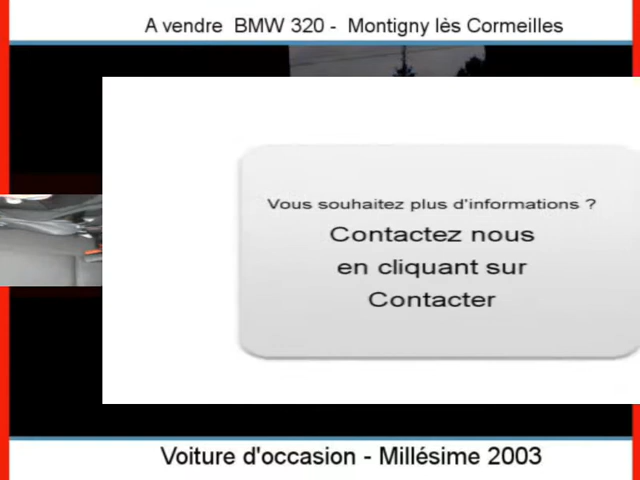 A vendre BMW 320 - Montigny lès Cormeilles
Vous souhaitez plus d'informations ?
Contactez nous
en cliquant sur
Contacter
Voiture d'occasion - Millésime 2003